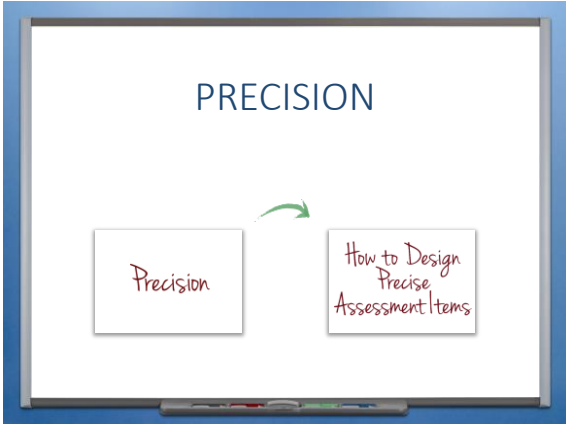 PRECISION
Precision
How to Design
Precise
Assessment Items